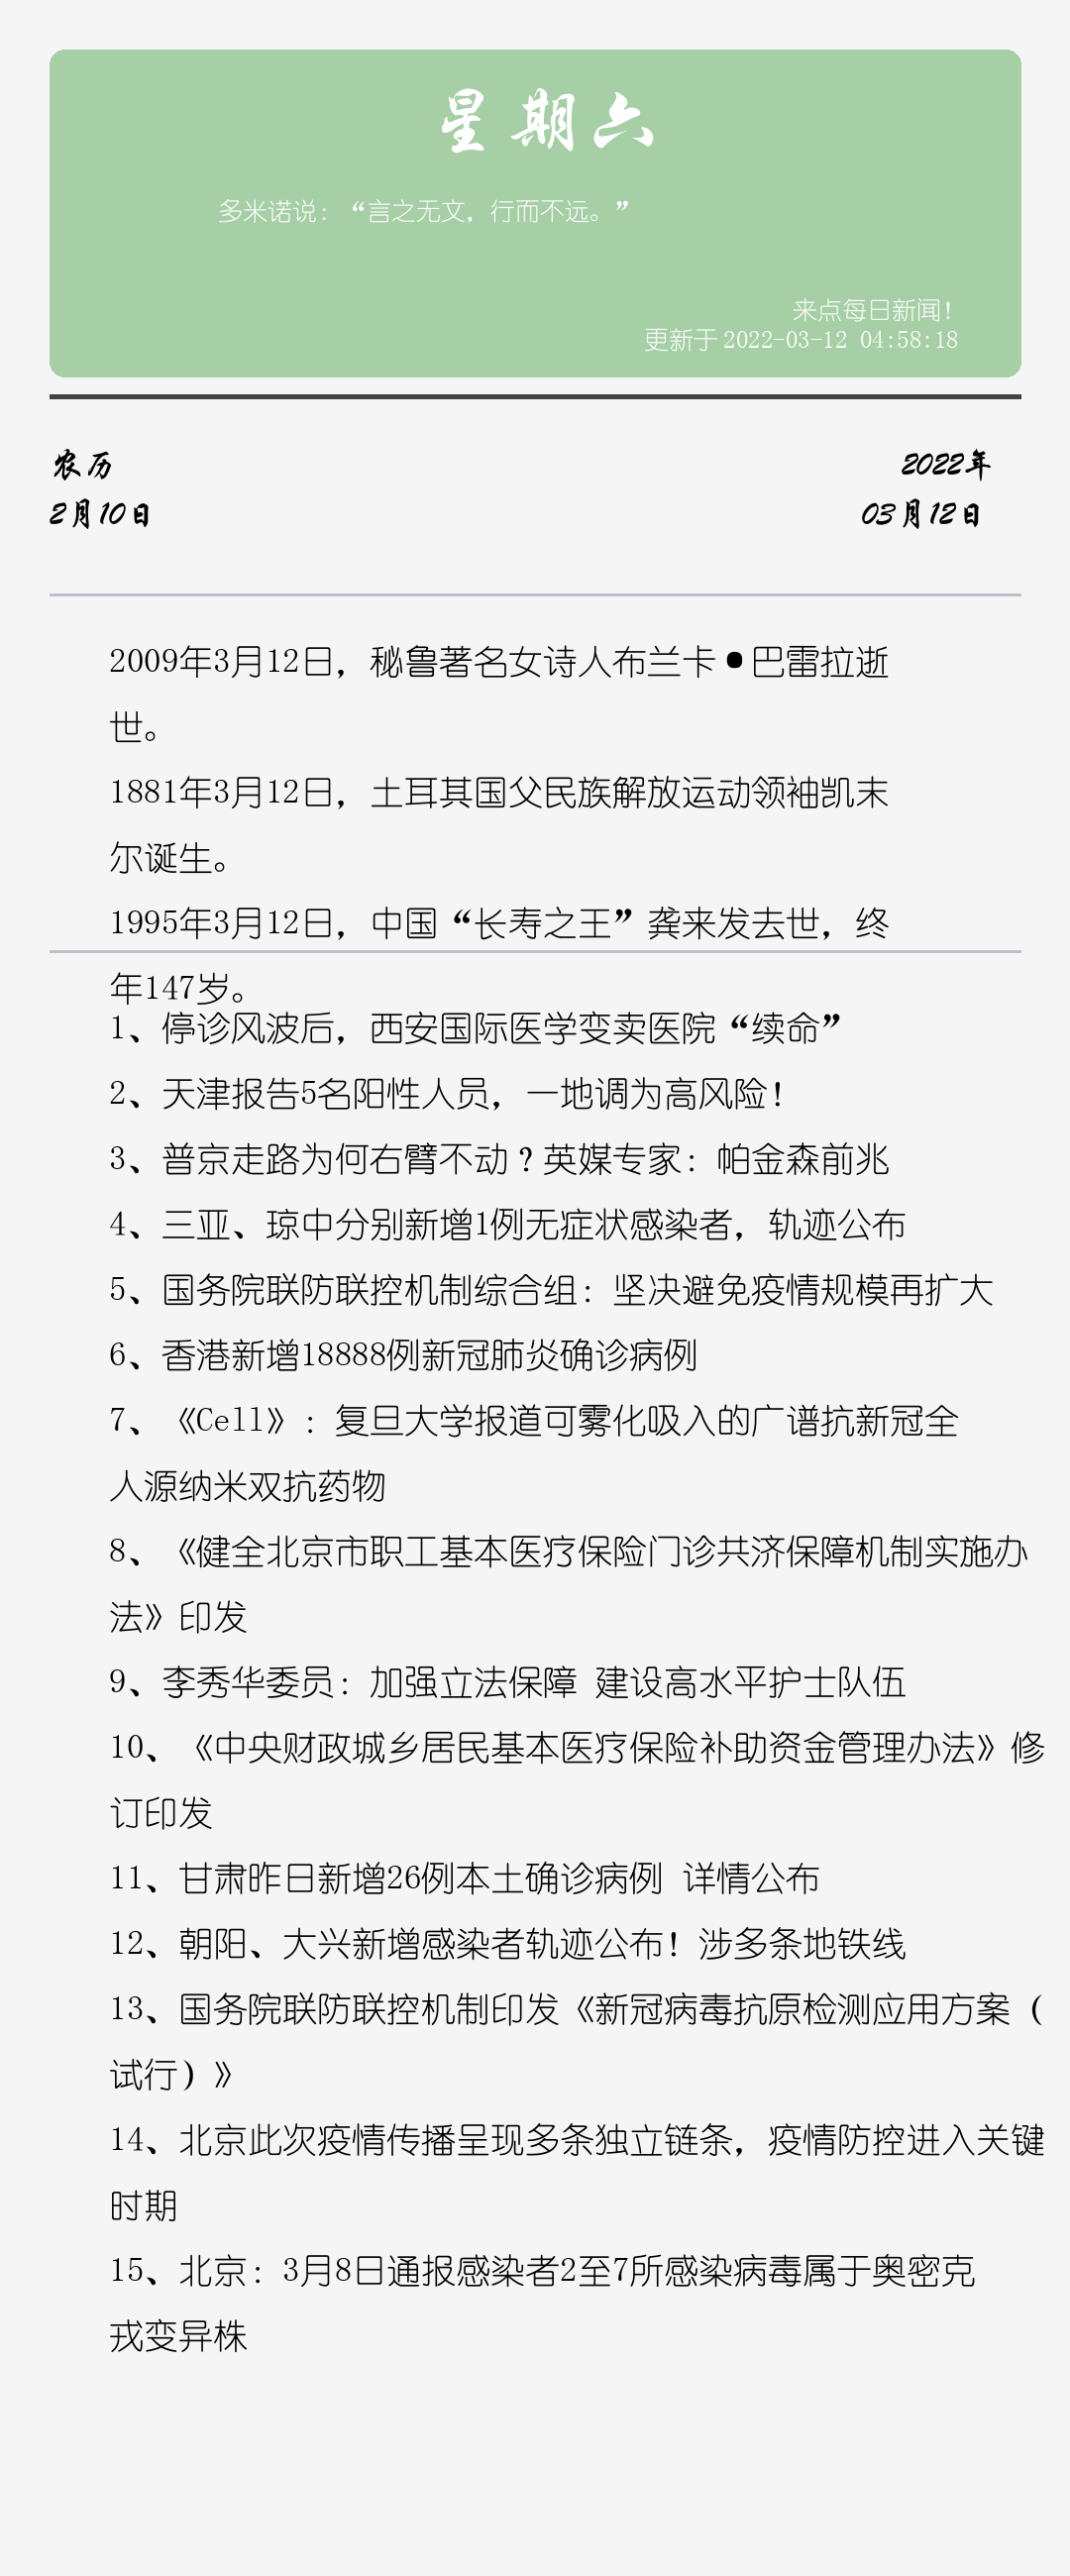 星期六
多米诺说：“言之无文，行而不远。”
来点每日新闻！
更新于 2022-03-12 04:58:18
农历
2月10日
2022年
03月12日
2009年3月12日，秘鲁著名女诗人布兰卡•巴雷拉逝
世。
1881年3月12日，土耳其国父民族解放运动领袖凯末
尔诞生。
1995年3月12日，中国“长寿之王”龚来发去世，终
年147岁。
1、停诊风波后，西安国际医学变卖医院“续命”
2、天津报告5名阳性人员，一地调为高风险！
3、普京走路为何右臂不动？英媒专家：帕金森前兆
4、三亚、琼中分别新增1例无症状感染者，轨迹公布
5、国务院联防联控机制综合组：坚决避免疫情规模再扩大
6、香港新增18888例新冠肺炎确诊病例
7、《Cell》：复旦大学报道可雾化吸入的广谱抗新冠全
人源纳米双抗药物
8、《健全北京市职工基本医疗保险门诊共济保障机制实施办
法》印发
9、李秀华委员：加强立法保障 建设高水平护士队伍
10、《中央财政城乡居民基本医疗保险补助资金管理办法》修
订印发
11、甘肃昨日新增26例本土确诊病例 详情公布
12、朝阳、大兴新增感染者轨迹公布！涉多条地铁线
13、国务院联防联控机制印发《新冠病毒抗原检测应用方案（
试行）》
14、北京此次疫情传播呈现多条独立链条，疫情防控进入关键
时期
15、北京：3月8日通报感染者2至7所感染病毒属于奥密克
戎变异株